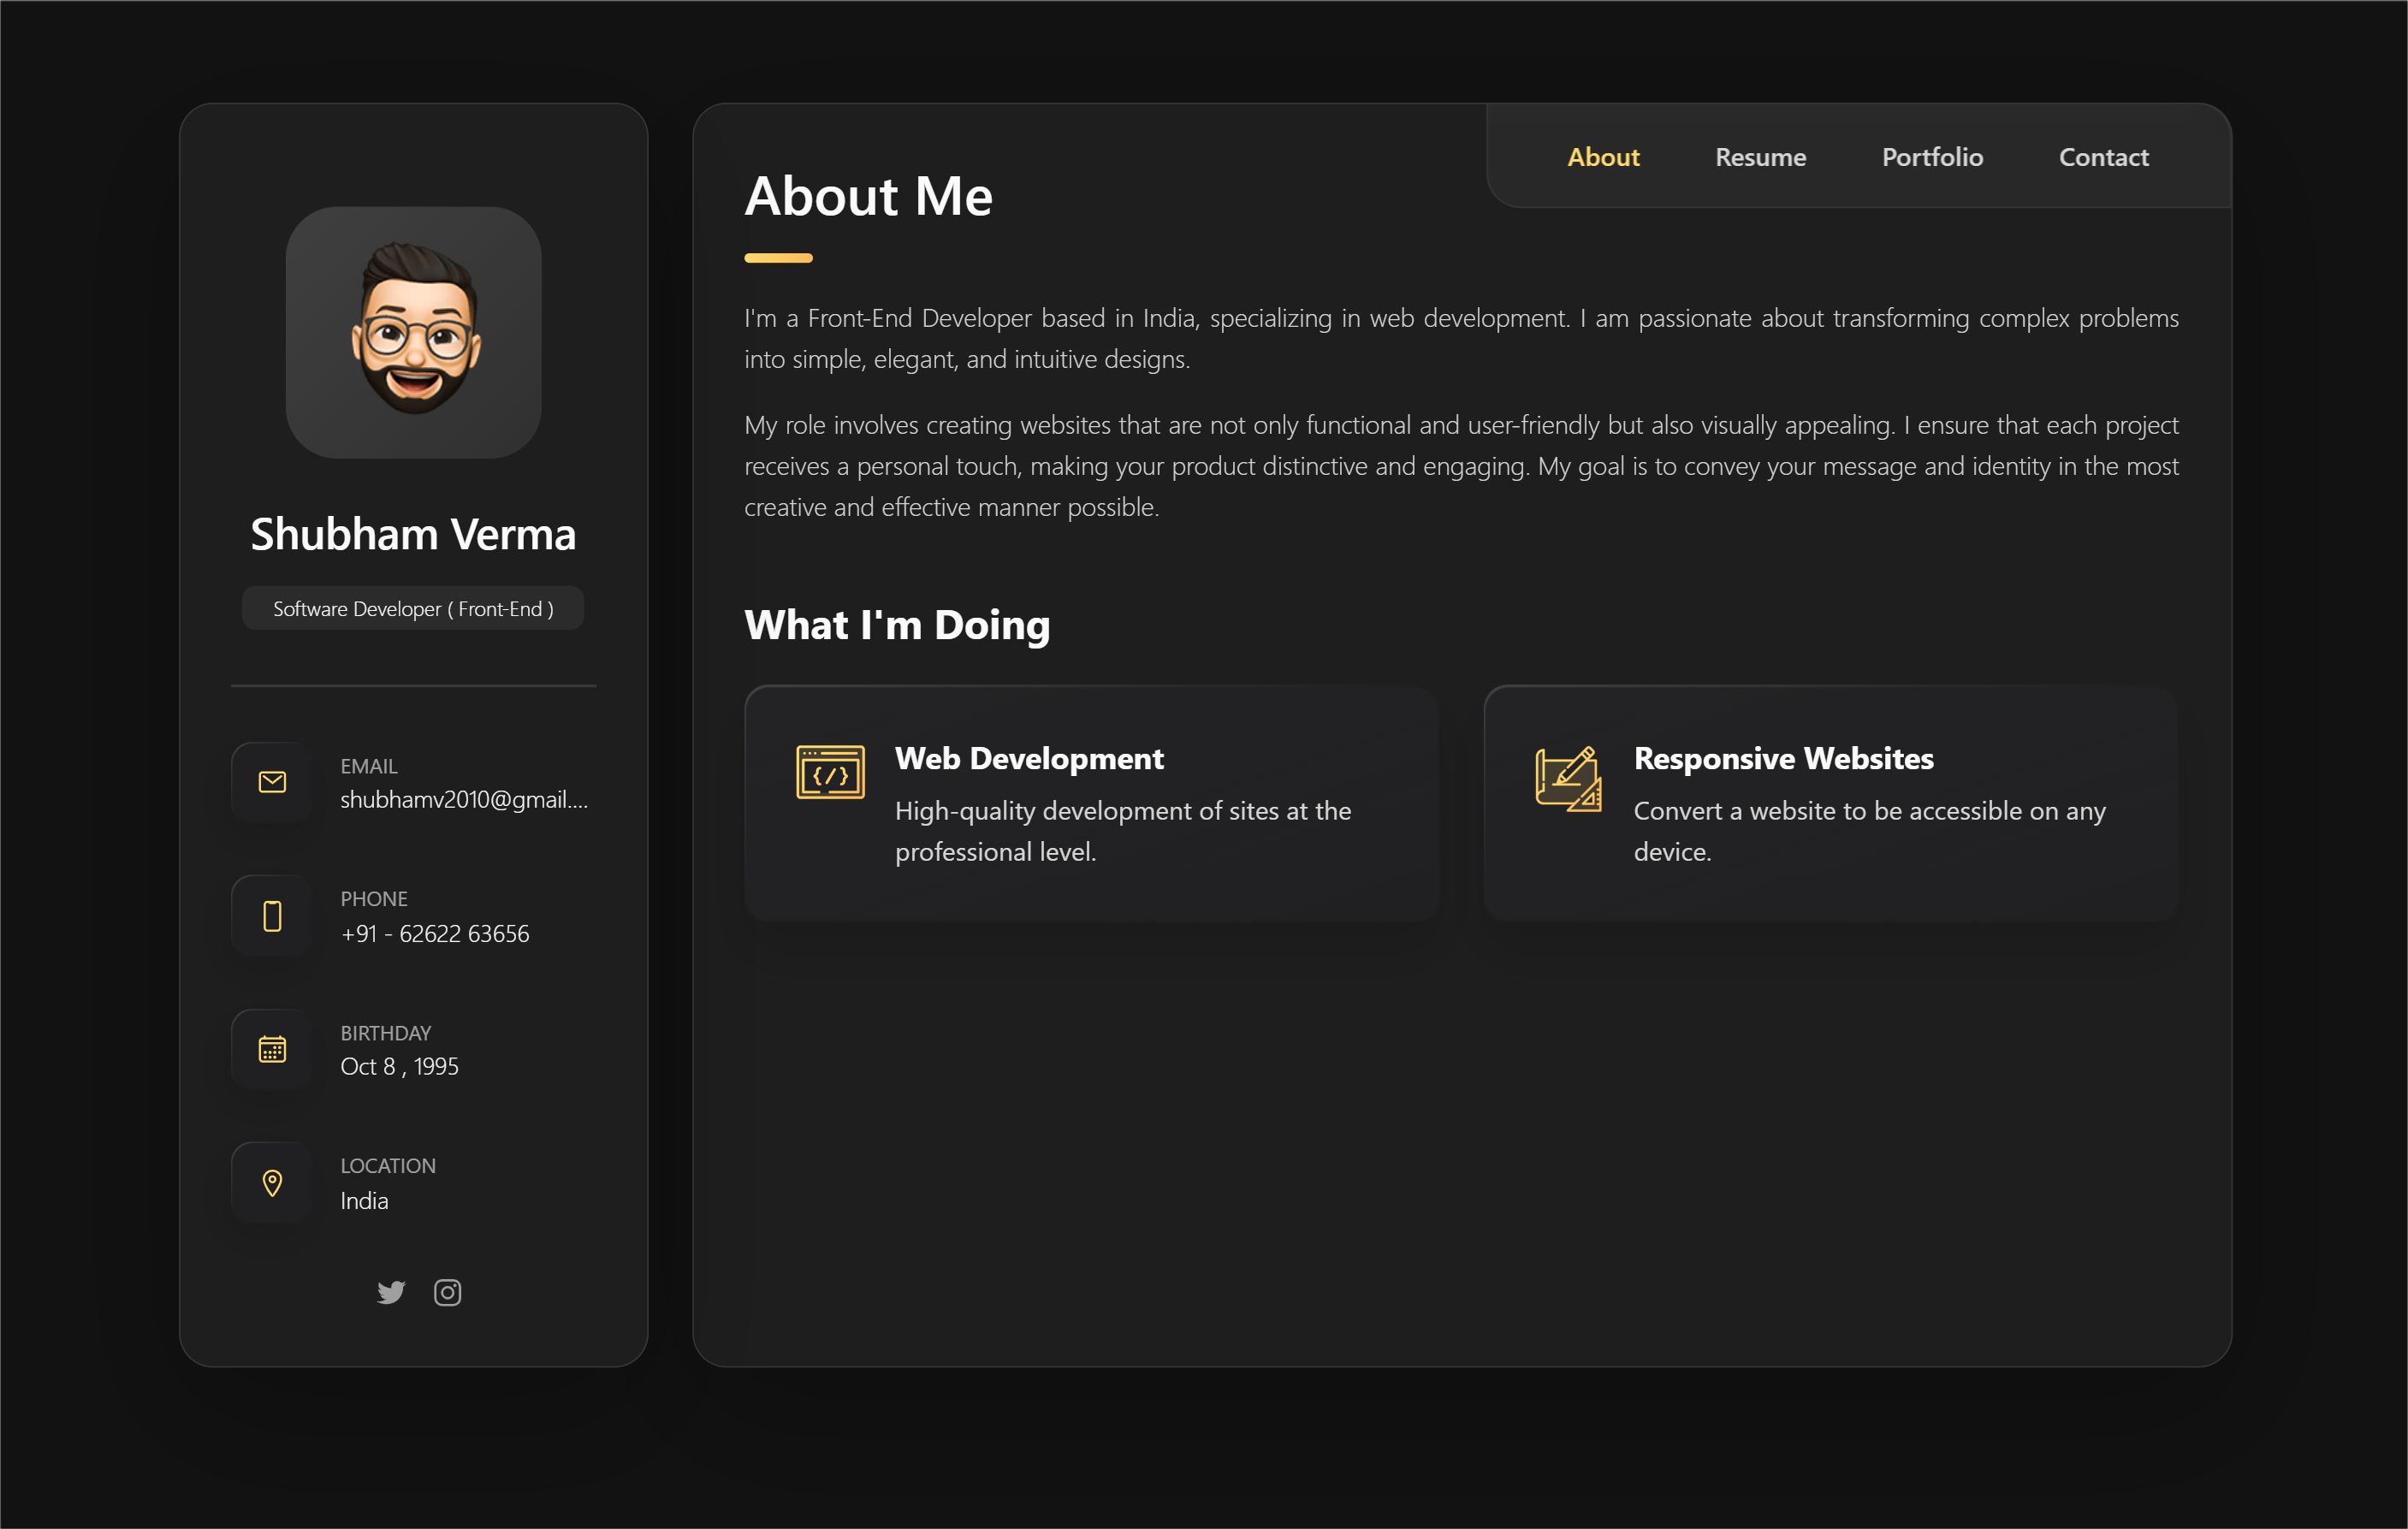 Shubham Verma
Software Developer ( Front-End )
EMAIL
shubhamv2010@gmail....
PHONE
+91 - 62622 63656
BIRTHDAY
Oct 8 , 1995
LOCATION
India
About
Resume
Portfolio
Contact
About Me
I'm a Front-End Developer based in India, specializing in web development. I am passionate about transforming complex problems
into simple, elegant, and intuitive designs.
My role involves creating websites that are not only functional and user-friendly but also visually appealing. I ensure that each project
receives a personal touch, making your product distinctive and engaging. My goal is to convey your message and identity in the most
creative and effective manner possible.
What I'm Doing
Web Development
High-quality development of sites at the
professional level.
Responsive Websites
Convert a website to be accessible on any
device.